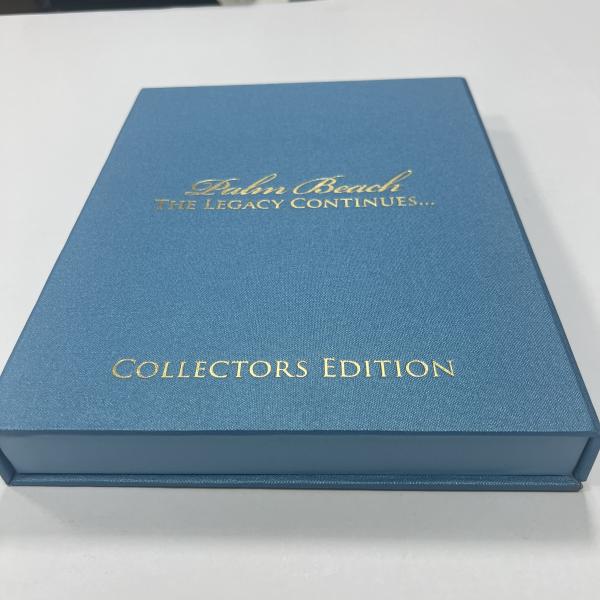 Palm Beach
THE LEGACY CONTINUES...
COLLECTORS EDITION